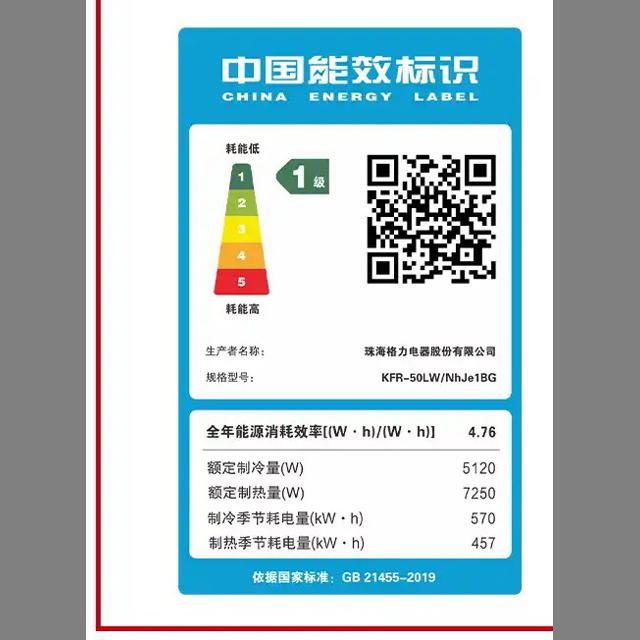 中国能效标识
CHINA ENERGY LABEL
耗能低
1
1级
2
3
4
5
耗能高
生产者名称: 珠海格力电器股份有限公司
规格型号: KFR-50LW/NhJe1BG
全年能源消耗效率[(W·h)/(W·h)] 4.76
额定制冷量(W) 5120
额定制热量(W) 7250
制冷季节耗电量(kW·h) 570
制热季节耗电量(kW·h) 457
依据国家标准: GB 21455-2019